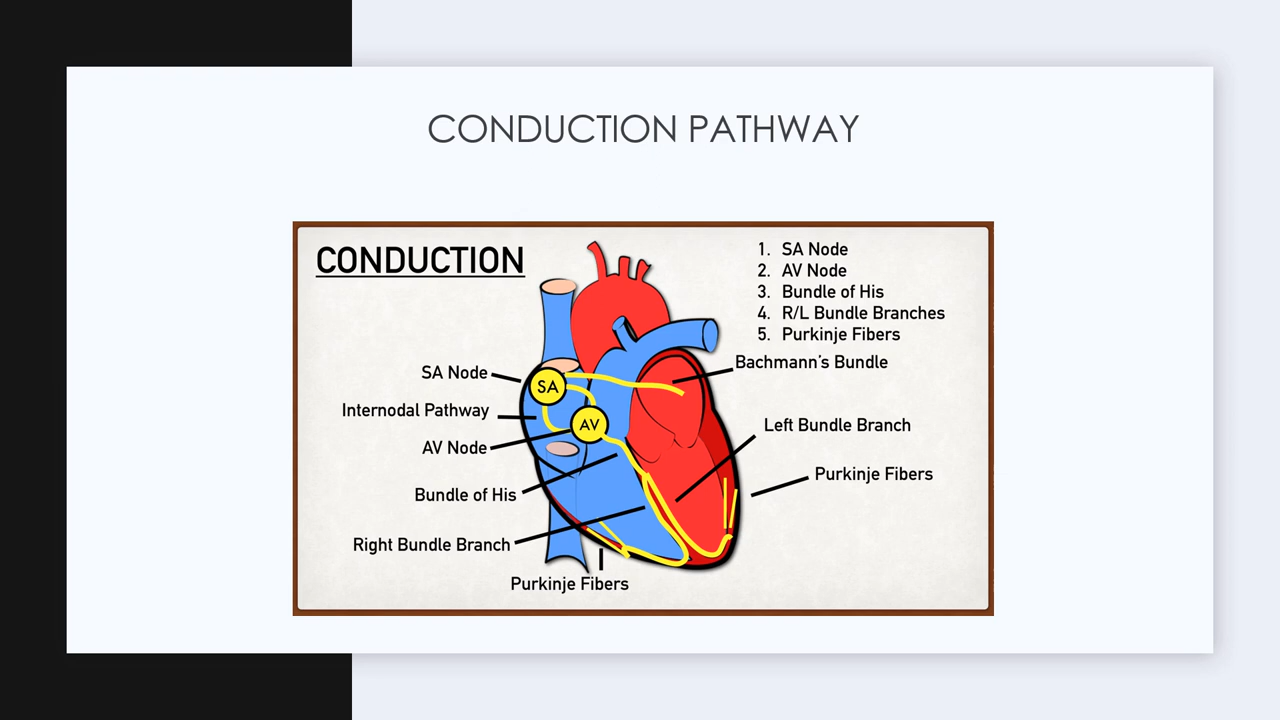 CONDUCTION PATHWAY
CONDUCTION
1. SA Node
2. AV Node
3. Bundle of His
4. R/L Bundle Branches
5. Purkinje Fibers
Bachmann's Bundle
SA Node
SA
Internodal Pathway
AV
AV Node
Left Bundle Branch
Purkinje Fibers
Bundle of His
Right Bundle Branch
Purkinje Fibers